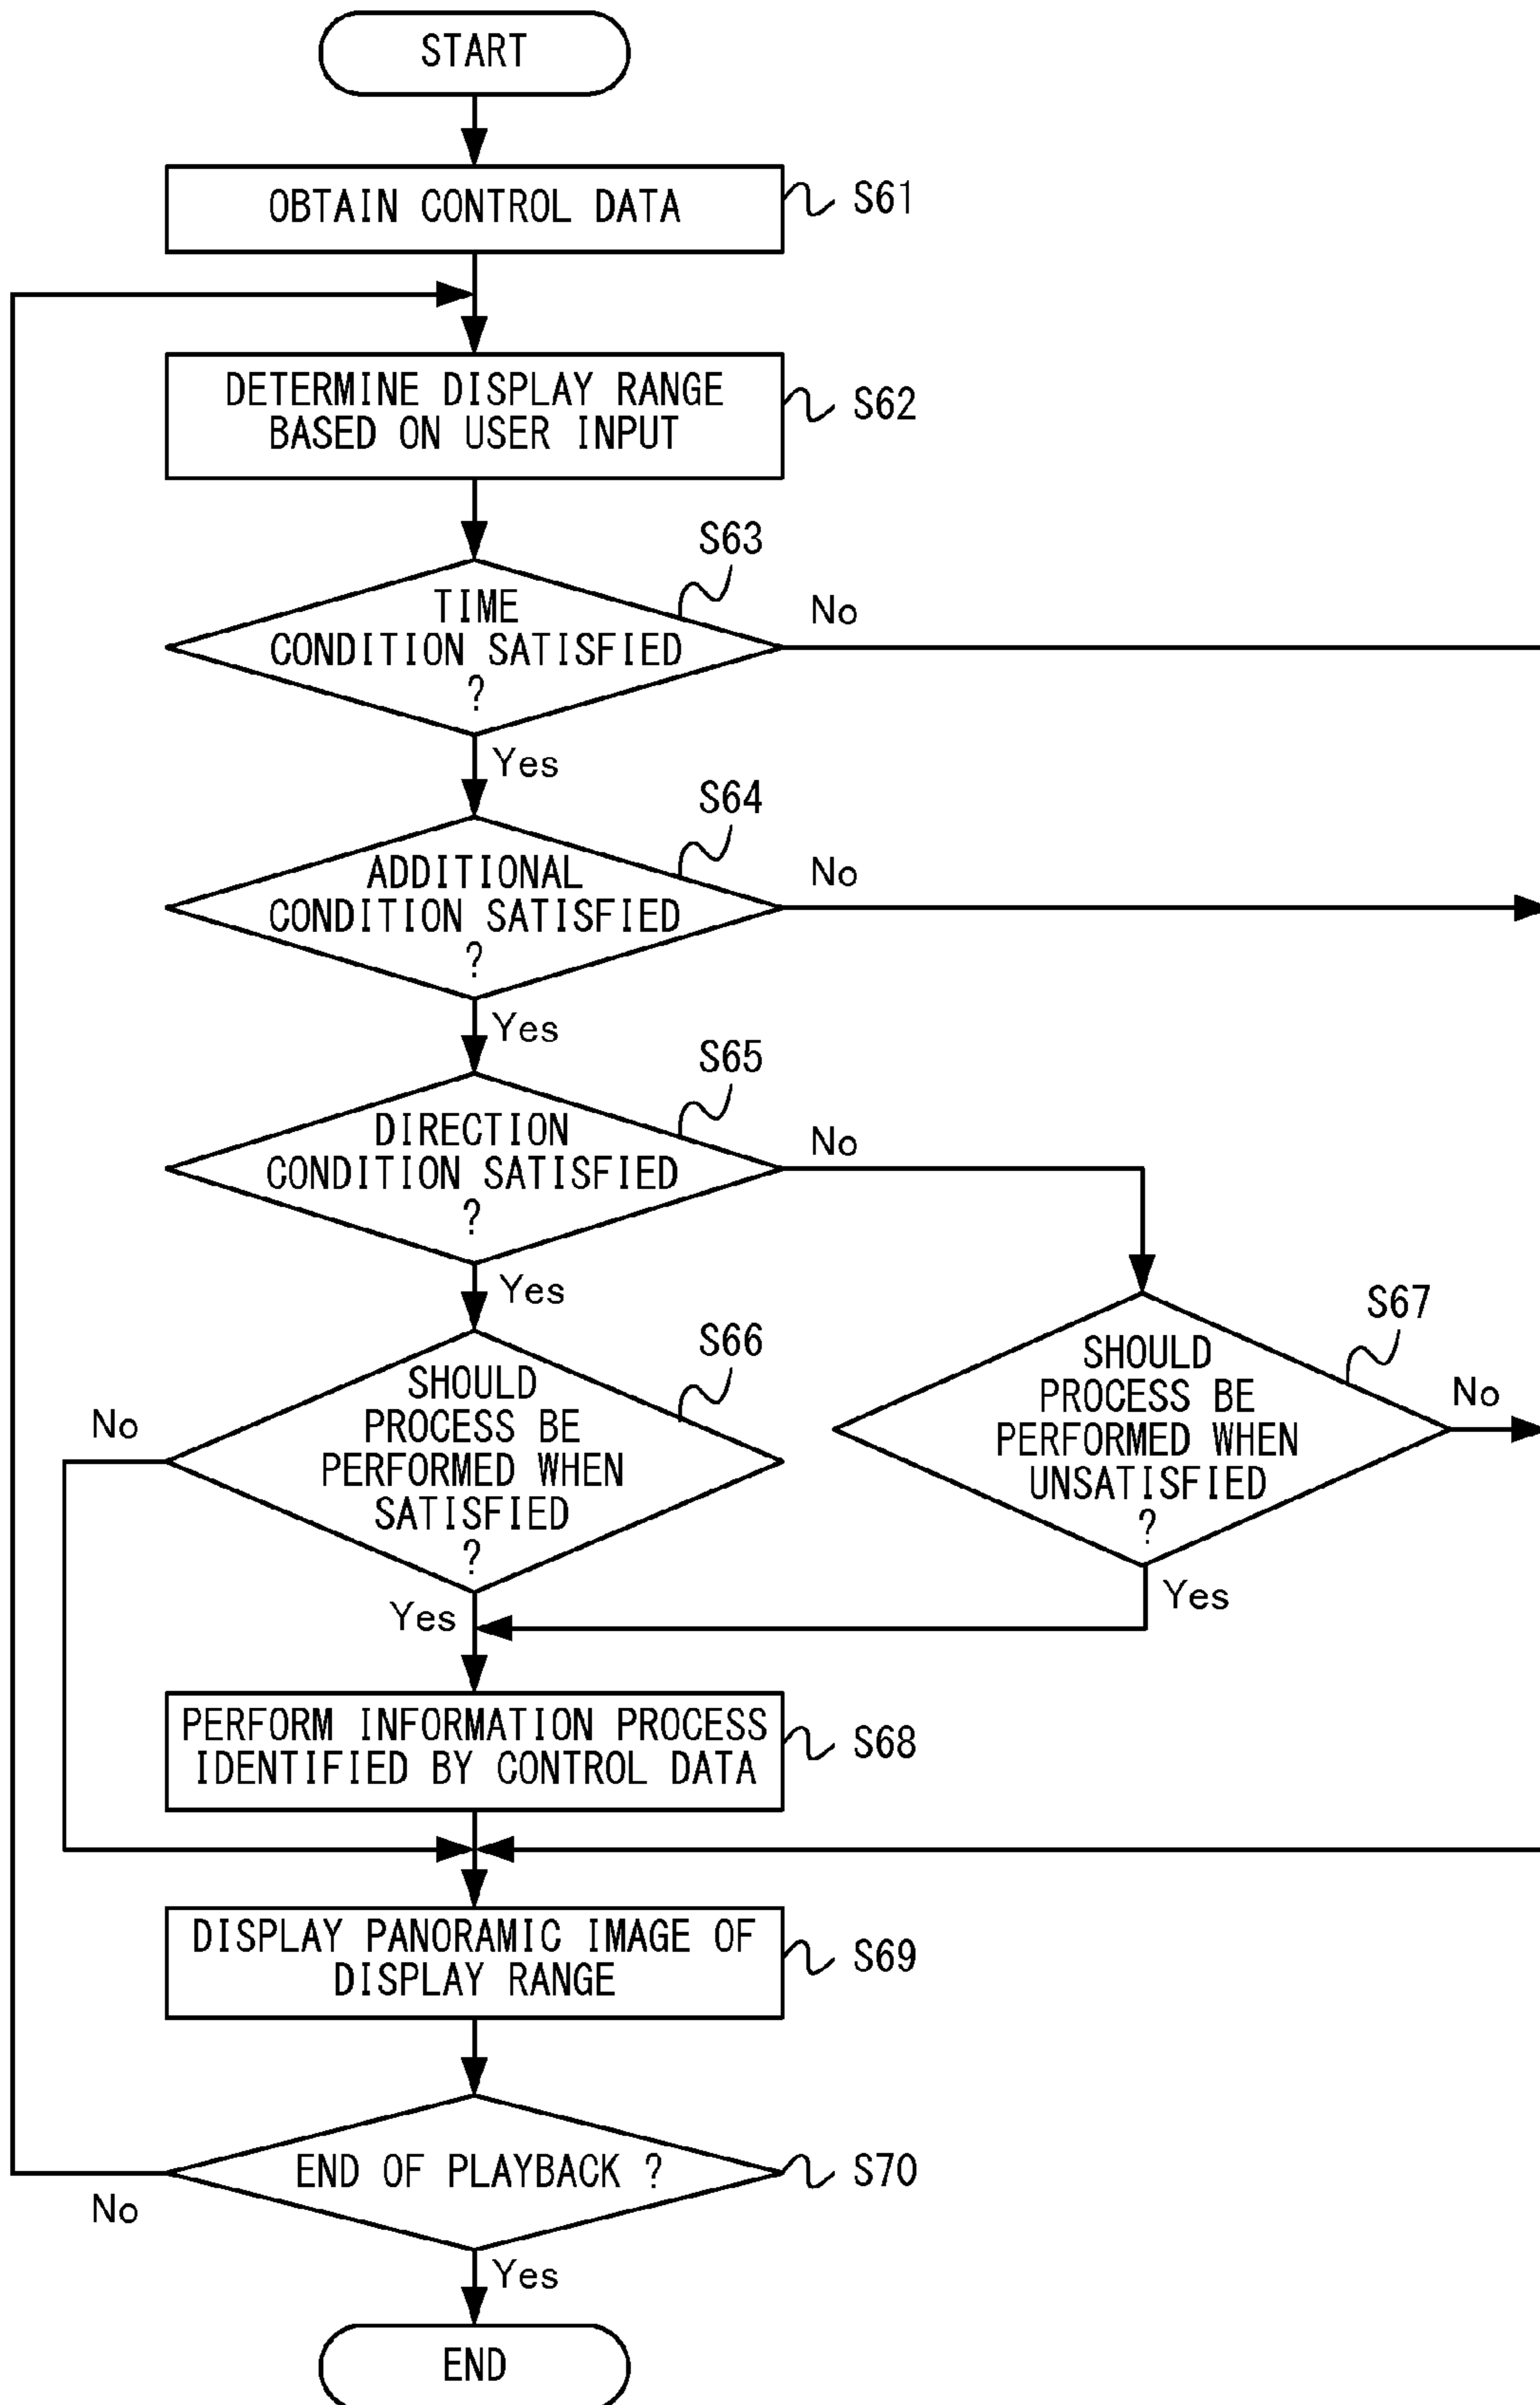 START
OBTAIN CONTROL DATA
S61
DETERMINE DISPLAY RANGE
BASED ON USER INPUT
S62
S63
TIME
CONDITION SATISFIED
?
No
Yes
S64
ADDITIONAL
CONDITION SATISFIED
?
No
Yes
S65
DIRECTION
CONDITION SATISFIED
?
No
Yes
S66
SHOULD
PROCESS BE
PERFORMED WHEN
SATISFIED
?
No
Yes
S67
SHOULD
PROCESS BE
PERFORMED WHEN
UNSATISFIED
?
No
Yes
PERFORM INFORMATION PROCESS
IDENTIFIED BY CONTROL DATA
S68
DISPLAY PANORAMIC IMAGE OF
DISPLAY RANGE
S69
END OF PLAYBACK ?
S70
No
Yes
END